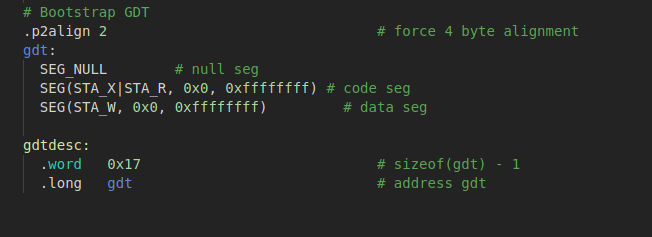 # Bootstrap GDT
.p2align 2 # force 4 byte alignment
gdt:
SEG_NULL # null seg
SEG(STA_X|STA_R, 0x0, 0xffffffff) # code seg
SEG(STA_W, 0x0, 0xffffffff) # data seg
gdtdesc:
.word 0x17 # sizeof(gdt) - 1
.long gdt # address gdt